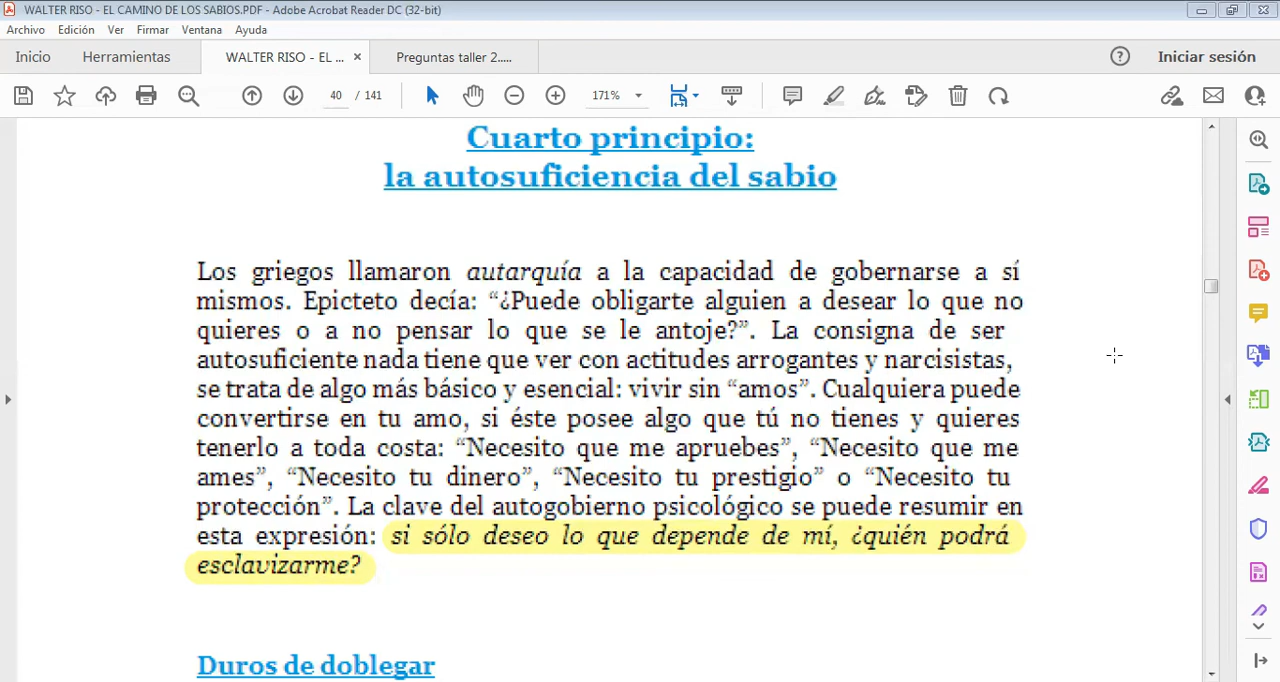 WALTER RISO - EL CAMINO DE LOS SABIOS.PDF - Adobe Acrobat Reader DC (32-bit)
Archivo Edición Ver Firmar Ventana Ayuda
Inicio Herramientas WALTER RISO - EL ... × Preguntas taller 2.... Iniciar sesión
40 / 141 171%
Cuarto principio:
la autosuficiencia del sabio
Los griegos llamaron autarquía a la capacidad de gobernarse a sí
mismos. Epicteto decía: “¿Puede obligarte alguien a desear lo que no
quieres o a no pensar lo que se le antoje?”. La consigna de ser
autosuficiente nada tiene que ver con actitudes arrogantes y narcisistas,
se trata de algo más básico y esencial: vivir sin “amos”. Cualquiera puede
convertirse en tu amo, si éste posee algo que tú no tienes y quieres
tenerlo a toda costa: “Necesito que me apruebes”, “Necesito que me
ames”, “Necesito tu dinero”, “Necesito tu prestigio” o “Necesito tu
protección”. La clave del autogobierno psicológico se puede resumir en
esta expresión: si sólo deseo lo que depende de mí, ¿quién podrá
esclavizarme?
Duros de doblegar